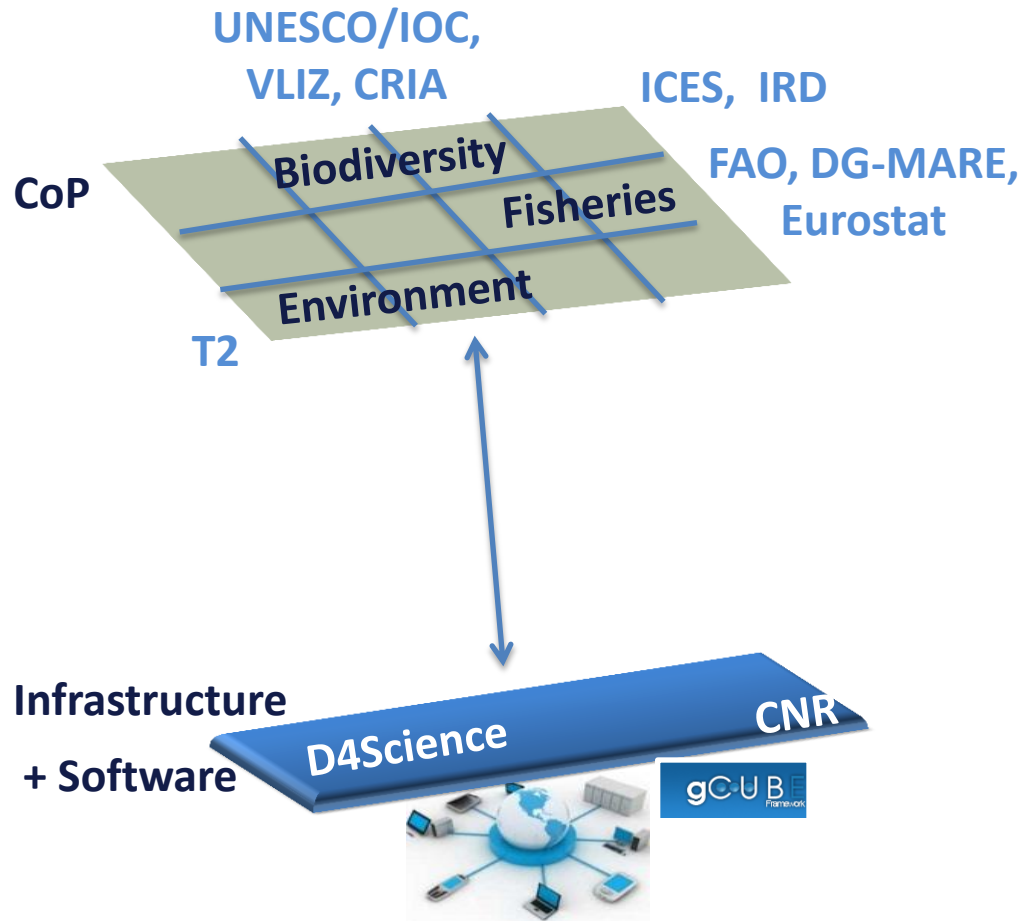 UNESCO/IOC,
VLIZ, CRIA
ICES, IRD
CoP
Biodiversity
Fisheries
FAO, DG-MARE,
Eurostat
Environment
T2
Infrastructure
+ Software
D4Science
CNR
gCUBE
Framework